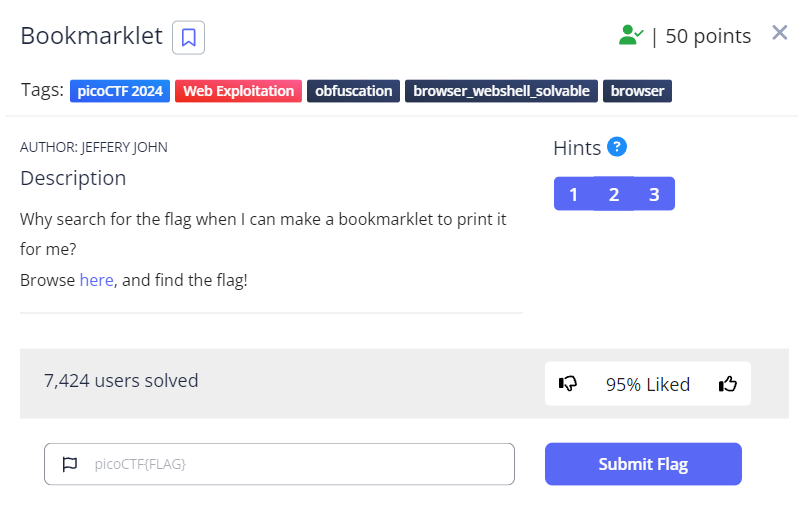 Bookmarklet
| 50 points
Tags: picoCTF 2024 Web Exploitation obfuscation browser_webshell_solvable browser
AUTHOR: JEFFERY JOHN
Description
Why search for the flag when I can make a bookmarklet to print it
for me?
Browse here, and find the flag!
Hints ?
1 2 3
7,424 users solved
95% Liked
picoCTF{FLAG}
Submit Flag